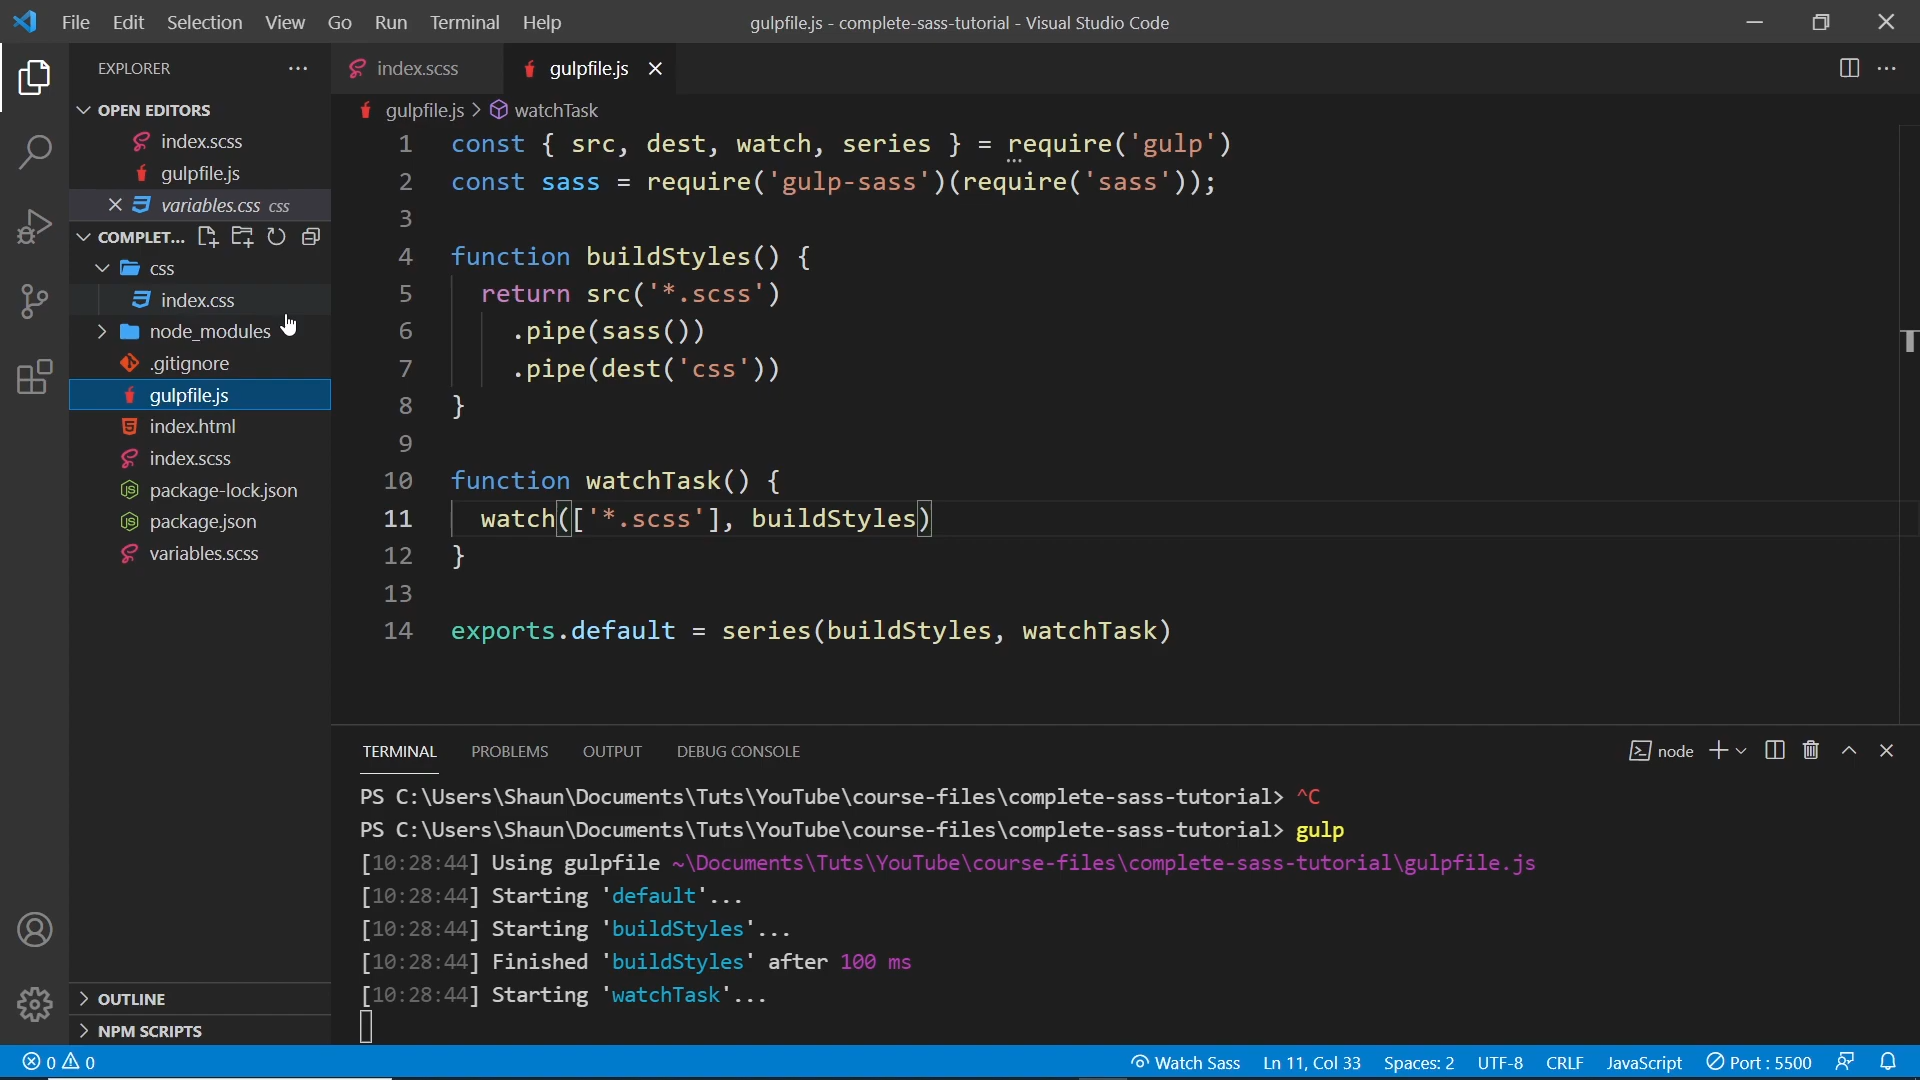 File Edit Selection View Go Run Terminal Help
gulpfile.js - complete-sass-tutorial - Visual Studio Code
EXPLORER
OPEN EDITORS
index.scss
gulpfile.js
variables.css css
COMPLET...
css
index.css
node_modules
.gitignore
gulpfile.js
index.html
index.scss
package-lock.json
package.json
variables.scss
OUTLINE
NPM SCRIPTS
index.scss
gulpfile.js
gulpfile.js > watchTask
1 const { src, dest, watch, series } = require('gulp')
2 const sass = require('gulp-sass')(require('sass'));
3
4 function buildStyles() {
5 return src('*.scss')
6 .pipe(sass())
7 .pipe(dest('css'))
8 }
9
10 function watchTask() {
11 watch(['*.scss'], buildStyles)
12 }
13
14 exports.default = series(buildStyles, watchTask)
TERMINAL PROBLEMS OUTPUT DEBUG CONSOLE
node
PS C:\Users\Shaun\Documents\Tuts\YouTube\course-files\complete-sass-tutorial> ^C
PS C:\Users\Shaun\Documents\Tuts\YouTube\course-files\complete-sass-tutorial> gulp
[10:28:44] Using gulpfile ~\Documents\Tuts\YouTube\course-files\complete-sass-tutorial\gulpfile.js
[10:28:44] Starting 'default'...
[10:28:44] Starting 'buildStyles'...
[10:28:44] Finished 'buildStyles' after 100 ms
[10:28:44] Starting 'watchTask'...
0 0
Watch Sass Ln 11, Col 33 Spaces: 2 UTF-8 CRLF JavaScript Port : 5500